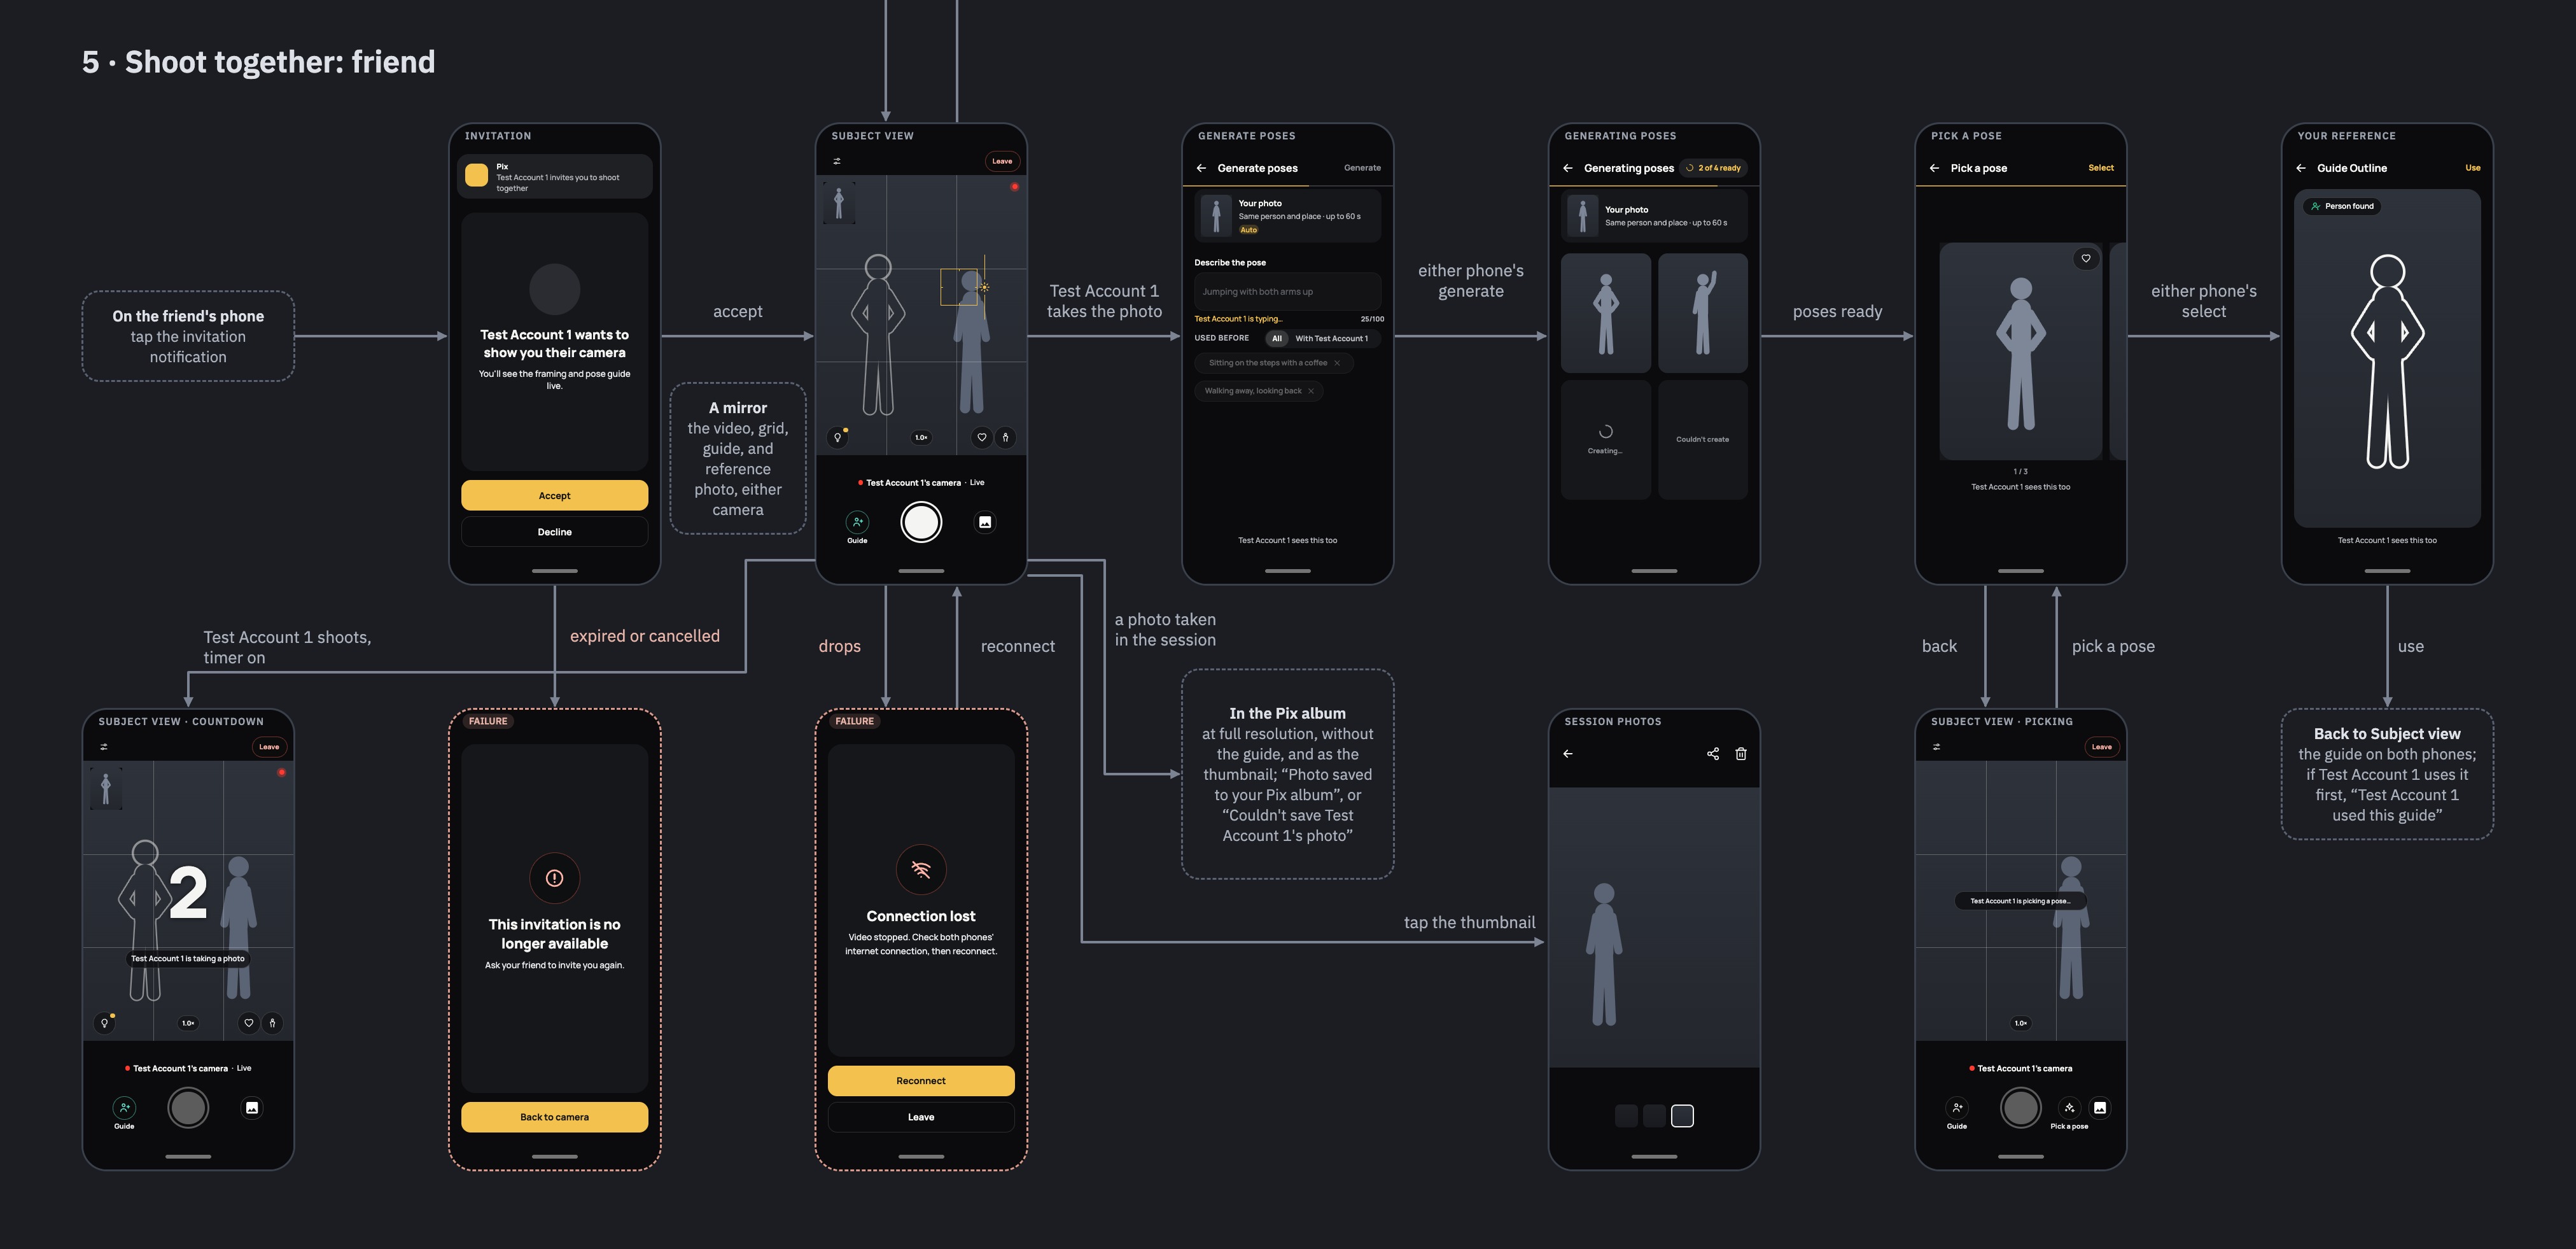 5 · Shoot together: friend
On the friend's phone
tap the invitation
notification
INVITATION
Pix
Test Account 1 invites you to shoot
together
Test Account 1 wants to
show you their camera
You'll see the framing and pose guide
live.
Accept
Decline
accept
A mirror
the video, grid,
guide, and
reference
photo, either
camera
SUBJECT VIEW
Leave
1.0×
Test Account 1's camera · Live
Guide
Test Account 1
takes the photo
GENERATE POSES
Generate poses
Generate
Your photo
Same person and place · up to 60 s
Auto
Describe the pose
Jumping with both arms up
Test Account 1 is typing…
25/100
USED BEFORE
All
With Test Account 1
Sitting on the steps with a coffee
Walking away, looking back
Test Account 1 sees this too
either phone's
generate
GENERATING POSES
Generating poses
2 of 4 ready
Your photo
Same person and place · up to 60 s
Creating…
Couldn't create
poses ready
PICK A POSE
Pick a pose
Select
1 / 3
Test Account 1 sees this too
either phone's
select
YOUR REFERENCE
Guide Outline
Use
Person found
Test Account 1 sees this too
Test Account 1 shoots,
timer on
expired or cancelled
drops
reconnect
a photo taken
in the session
back
pick a pose
use
SUBJECT VIEW · COUNTDOWN
Leave
2
Test Account 1 is taking a photo
1.0×
Test Account 1's camera · Live
Guide
FAILURE
This invitation is no
longer available
Ask your friend to invite you again.
Back to camera
FAILURE
Connection lost
Video stopped. Check both phones'
internet connection, then reconnect.
Reconnect
Leave
In the Pix album
at full resolution, without
the guide, and as the
thumbnail; “Photo saved
to your Pix album”, or
“Couldn't save Test
Account 1's photo”
tap the thumbnail
SESSION PHOTOS
SUBJECT VIEW · PICKING
Leave
Test Account 1 is picking a pose…
1.0×
Test Account 1's camera
Guide
Pick a pose
Back to Subject view
the guide on both phones;
if Test Account 1 uses it
first, “Test Account 1
used this guide”